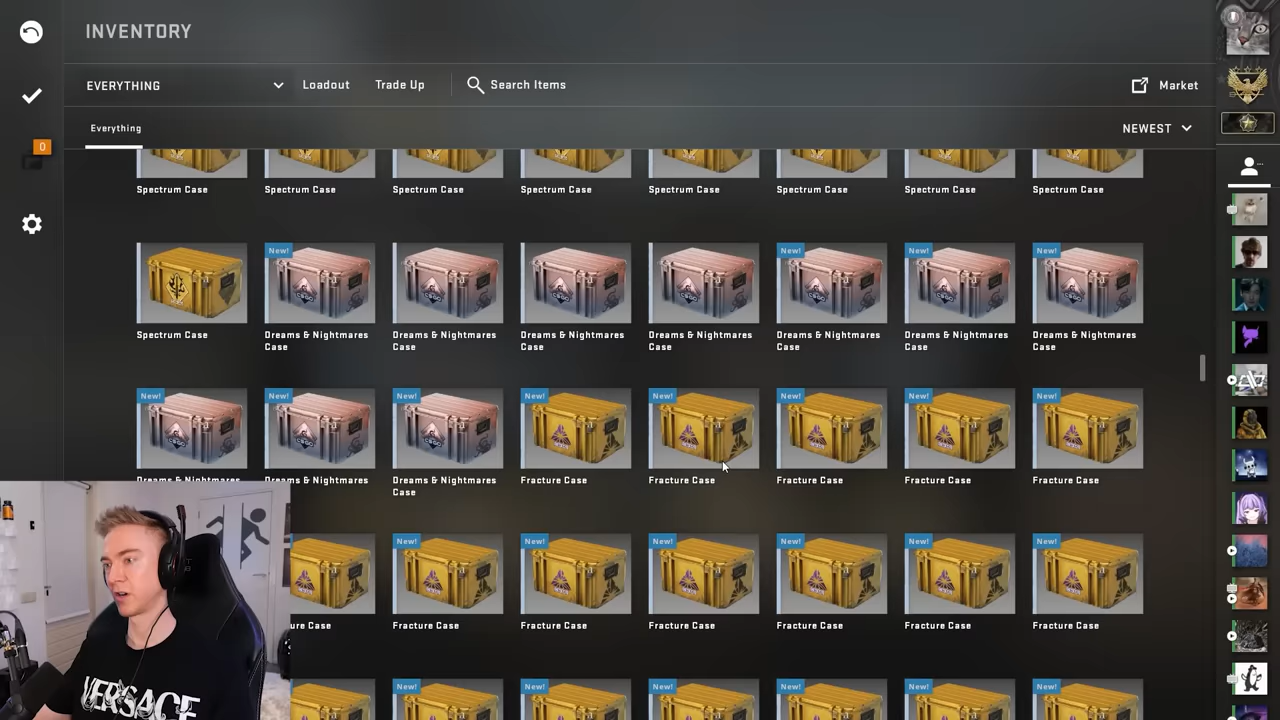 INVENTORY
EVERYTHING Loadout Trade Up Search Items Market
0
Everything NEWEST
Spectrum Case Spectrum Case Spectrum Case Spectrum Case Spectrum Case Spectrum Case Spectrum Case Spectrum Case
New! New! New! New!
Spectrum Case Dreams & Nightmares Dreams & Nightmares Dreams & Nightmares Dreams & Nightmares Dreams & Nightmares Dreams & Nightmares Dreams & Nightmares
Case Case Case Case Case Case Case
New! New! New! New! New! New! New! New!
Dreams & Nightmares Dreams & Nightmares Dreams & Nightmares Fracture Case Fracture Case Fracture Case Fracture Case Fracture Case
Case
New! New! New! New! New! New!
ure Case Fracture Case Fracture Case Fracture Case Fracture Case Fracture Case Fracture Case
New! New! New! New! New! New!
VERSACE